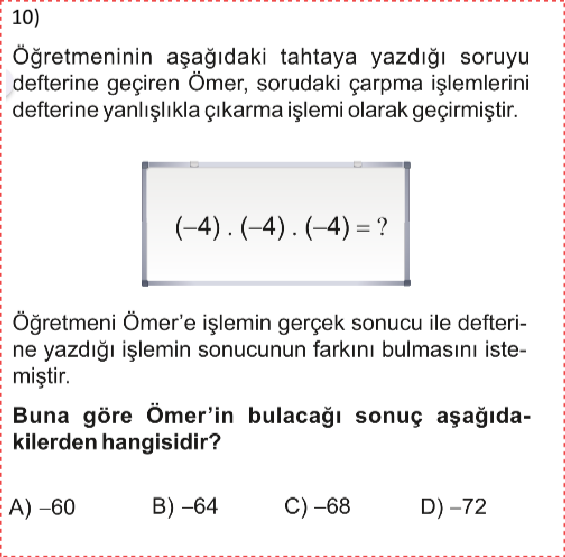 10)
Öğretmeninin aşağıdaki tahtaya yazdığı soruyu
defterine geçiren Ömer, sorudaki çarpma işlemlerini
defterine yanlışlıkla çıkarma işlemi olarak geçirmiştir.
(–4) . (–4) . (–4) = ?
Öğretmeni Ömer’e işlemin gerçek sonucu ile defteri-
ne yazdığı işlemin sonucunun farkını bulmasını iste-
miştir.
Buna göre Ömer’in bulacağı sonuç aşağıda-
kilerden hangisidir?
A) –60 B) –64 C) –68 D) –72